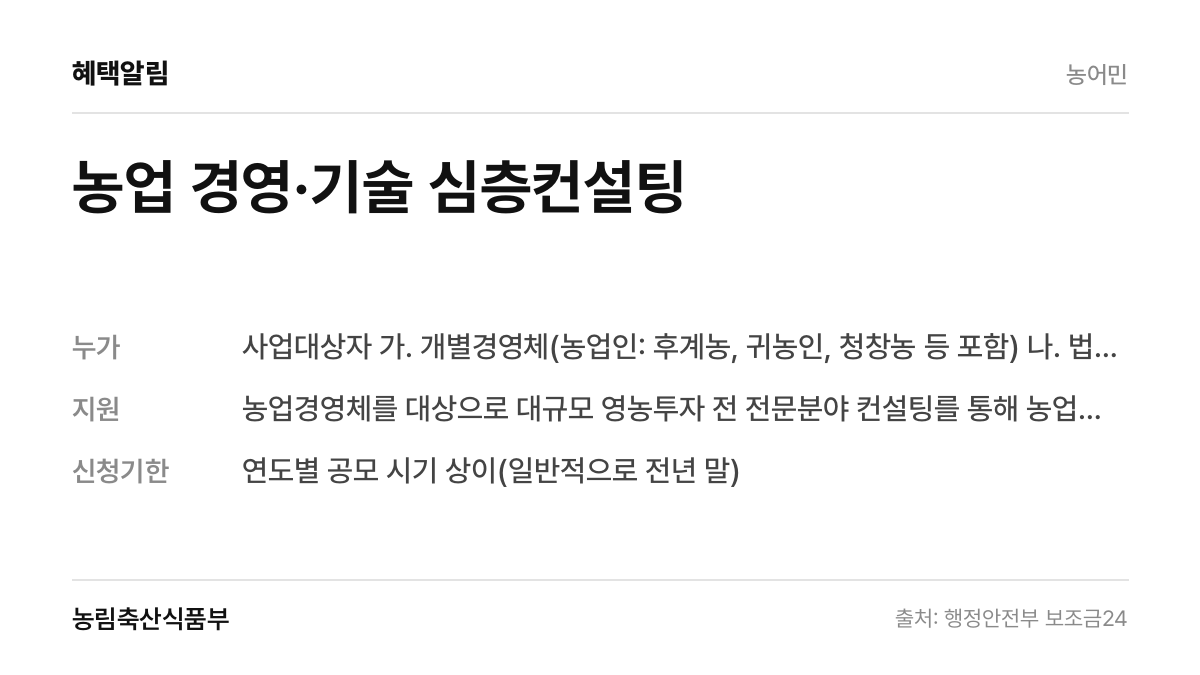 혜택알림
농어민
농업 경영·기술 심층컨설팅
누가 사업대상자 가. 개별경영체(농업인: 후계농, 귀농인, 청창농 등 포함) 나. 법...
지원 농업경영체를 대상으로 대규모 영농투자 전 전문분야 컨설팅를 통해 농업...
신청기한 연도별 공모 시기 상이(일반적으로 전년 말)
농림축산식품부
출처: 행정안전부 보조금24